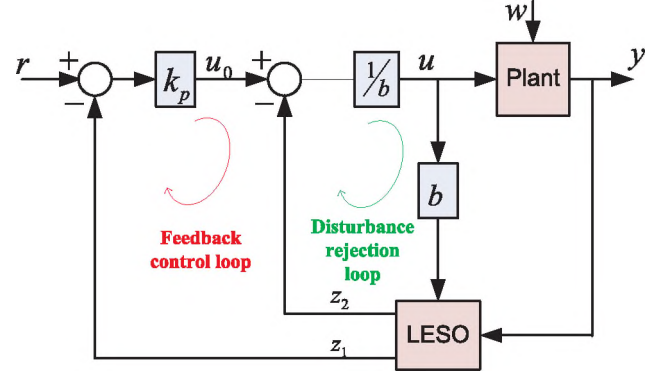 w
r + − k_p u_0 + − 1/b u Plant y
b
Feedback
control loop
Disturbance
rejection
loop
z_2
LESO
z_1